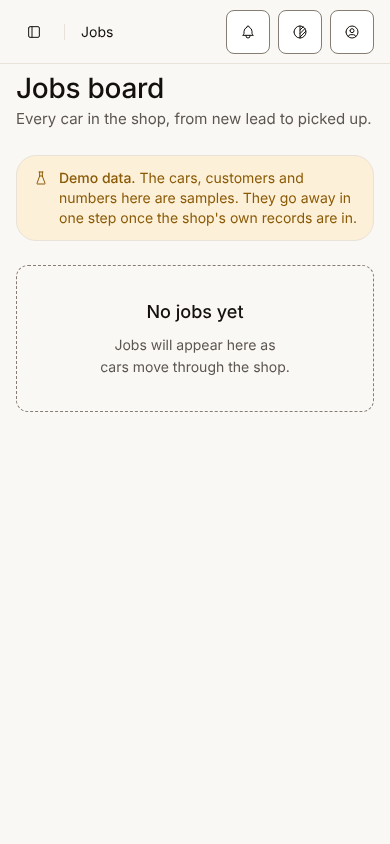 Jobs
Jobs board
Every car in the shop, from new lead to picked up.
Demo data. The cars, customers and
numbers here are samples. They go away in
one step once the shop's own records are in.
No jobs yet
Jobs will appear here as
cars move through the shop.